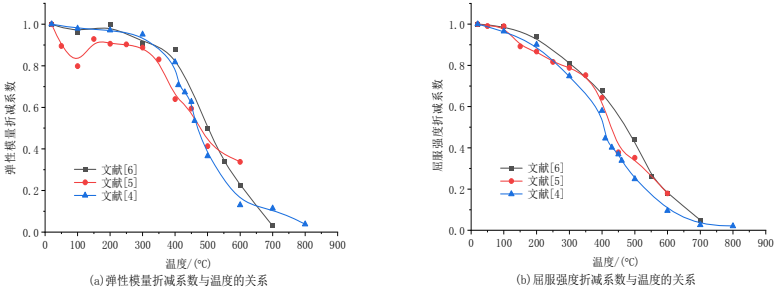 弹性模量折减系数
1.0
0.8
0.6
0.4
0.2
0.0
文献[6]
文献[5]
文献[4]
0 100 200 300 400 500 600 700 800 900
温度/(℃)
(a)弹性模量折减系数与温度的关系
屈服强度折减系数
1.0
0.8
0.6
0.4
0.2
0.0
文献[6]
文献[5]
文献[4]
0 100 200 300 400 500 600 700 800 900
温度/(℃)
(b)屈服强度折减系数与温度的关系